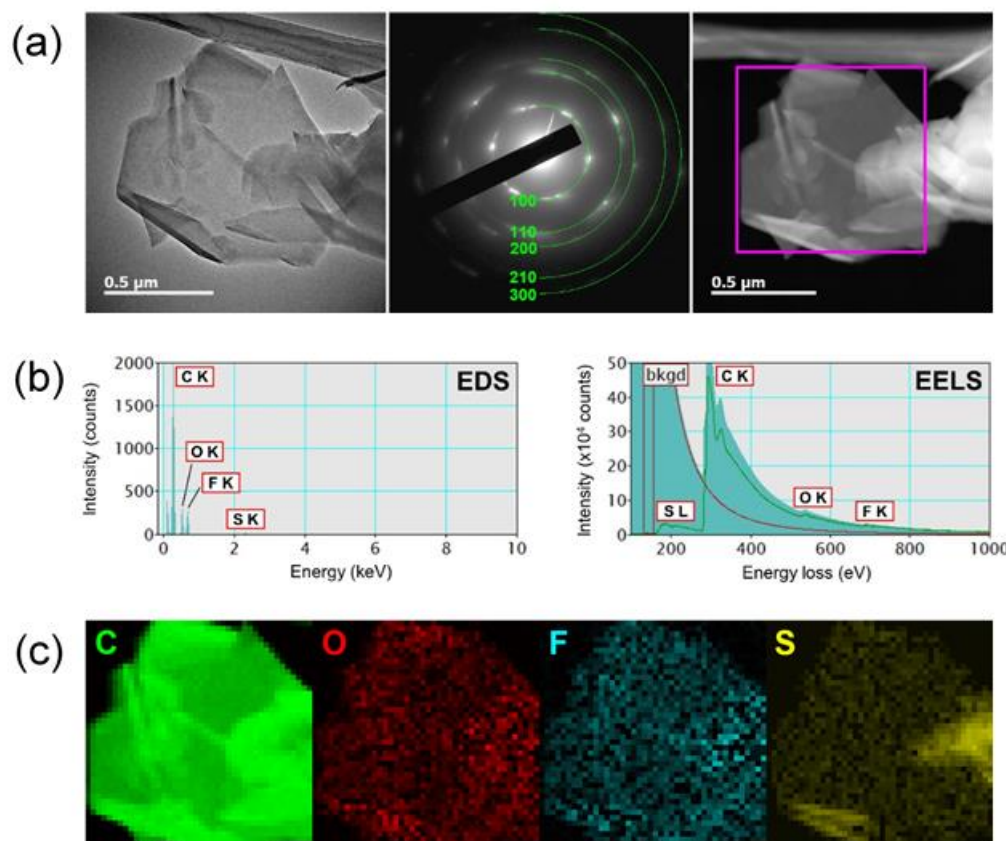 (a)
0.5 µm
100
110
200
210
300
0.5 µm
(b)
EDS
Intensity (counts)
2000
1500
1000
500
0
C K
O K
F K
S K
0 2 4 6 8 10
Energy (keV)
EELS
Intensity (x10⁴ counts)
50
40
30
20
10
0
bkgd
C K
S L
O K
F K
200 400 600 800 1000
Energy loss (eV)
(c)
C O F S